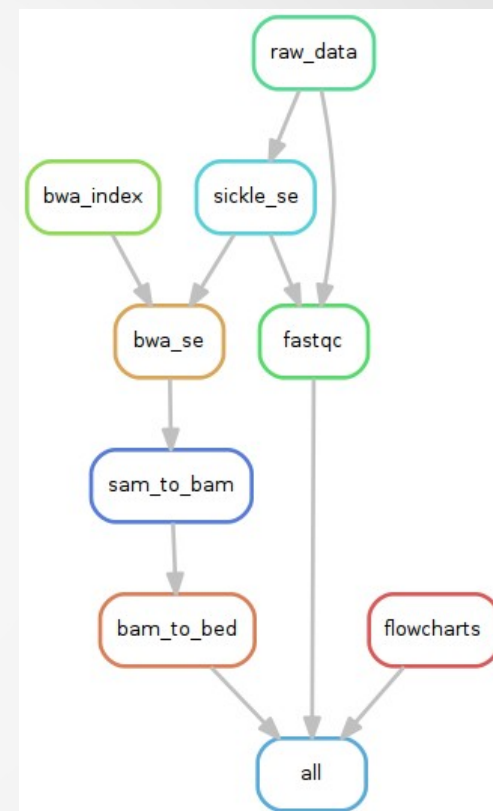 raw_data
bwa_index
sickle_se
bwa_se
fastqc
sam_to_bam
bam_to_bed
flowcharts
all